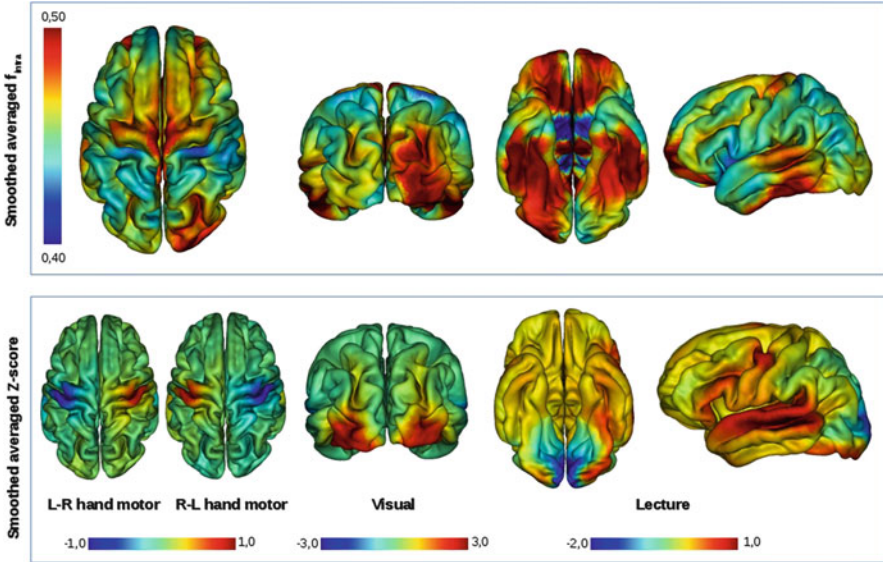 0,50
Smoothed averaged f_intra
0,40
Smoothed averaged Z-score
L-R hand motor
R-L hand motor
Visual
Lecture
-1,0
1,0
-3,0
3,0
-2,0
1,0